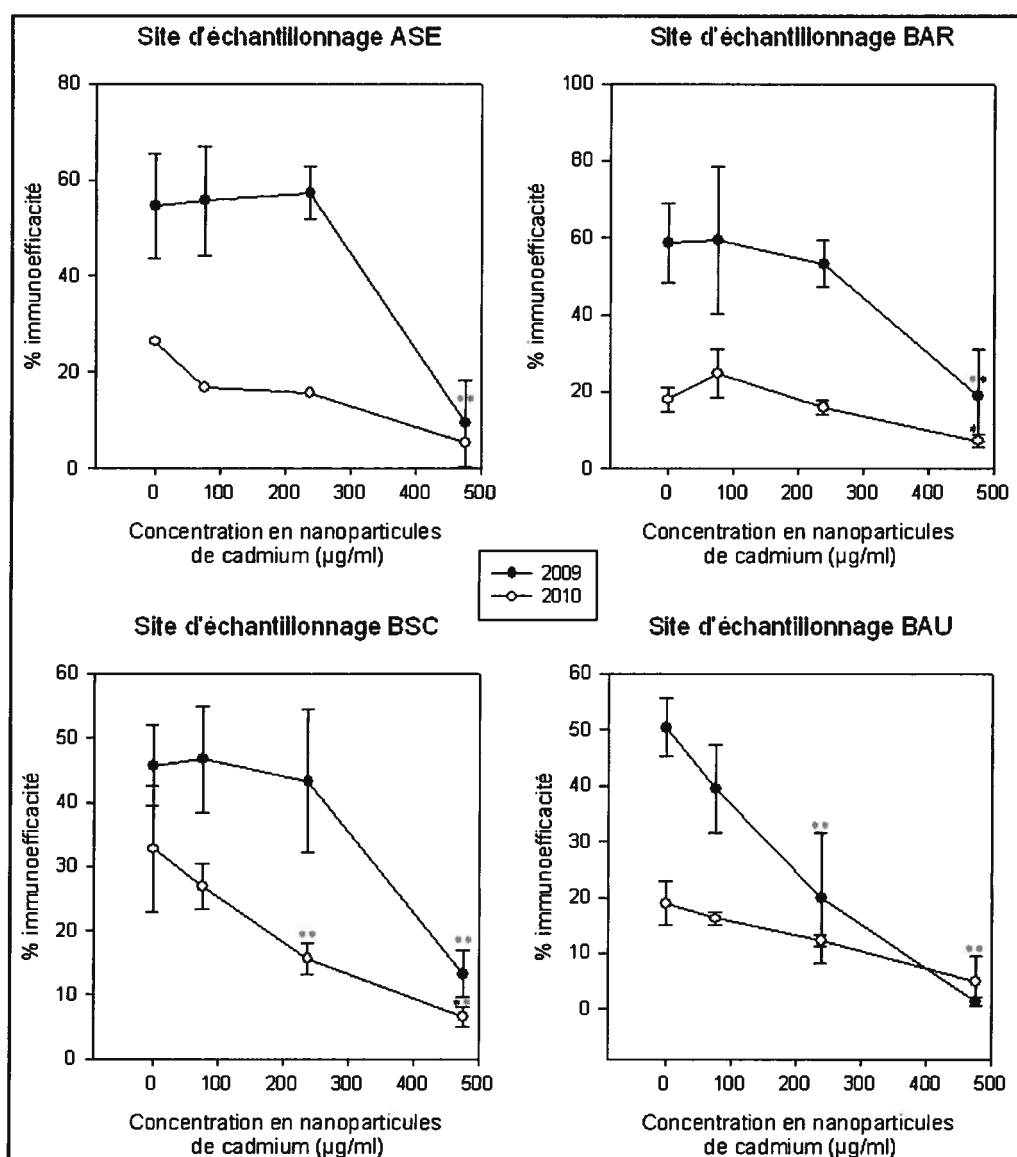 Site d'échantillonnage ASE
80
60
40
20
0
% immunoefficacité
0 100 200 300 400 500
Concentration en nanoparticules
de cadmium (µg/ml)
**
Site d'échantillonnage BAR
100
80
60
40
20
0
% immunoefficacité
0 100 200 300 400 500
Concentration en nanoparticules
de cadmium (µg/ml)
**
*
2009
2010
Site d'échantillonnage BSC
60
50
40
30
20
10
0
% immunoefficacité
0 100 200 300 400 500
Concentration en nanoparticules
de cadmium (µg/ml)
**
**
**
Site d'échantillonnage BAU
60
50
40
30
20
10
0
% immunoefficacité
0 100 200 300 400 500
Concentration en nanoparticules
de cadmium (µg/ml)
**
**